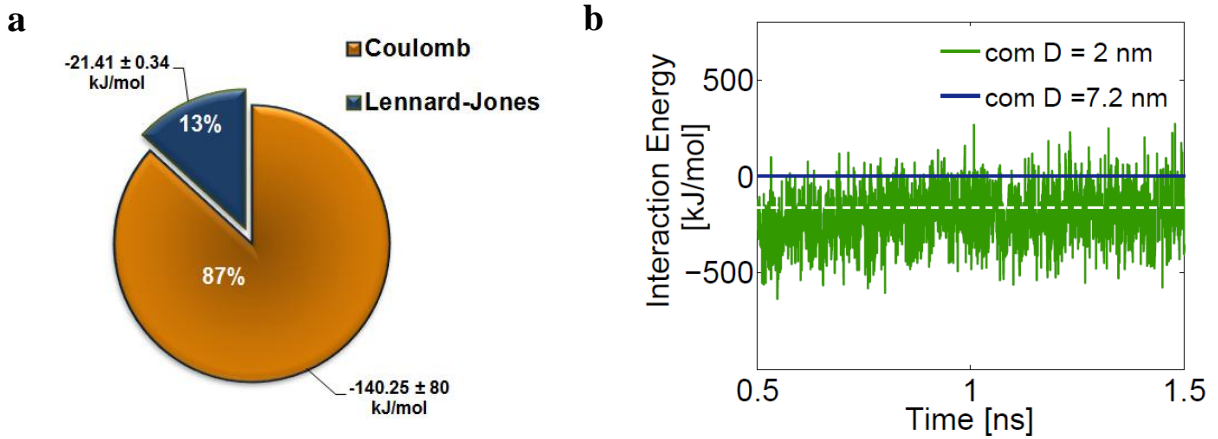 a
-21.41 ± 0.34
kJ/mol
13%
87%
Coulomb
Lennard-Jones
-140.25 ± 80
kJ/mol
b
Interaction Energy
[kJ/mol]
500
0
−500
com D = 2 nm
com D =7.2 nm
0.5
1
1.5
Time [ns]